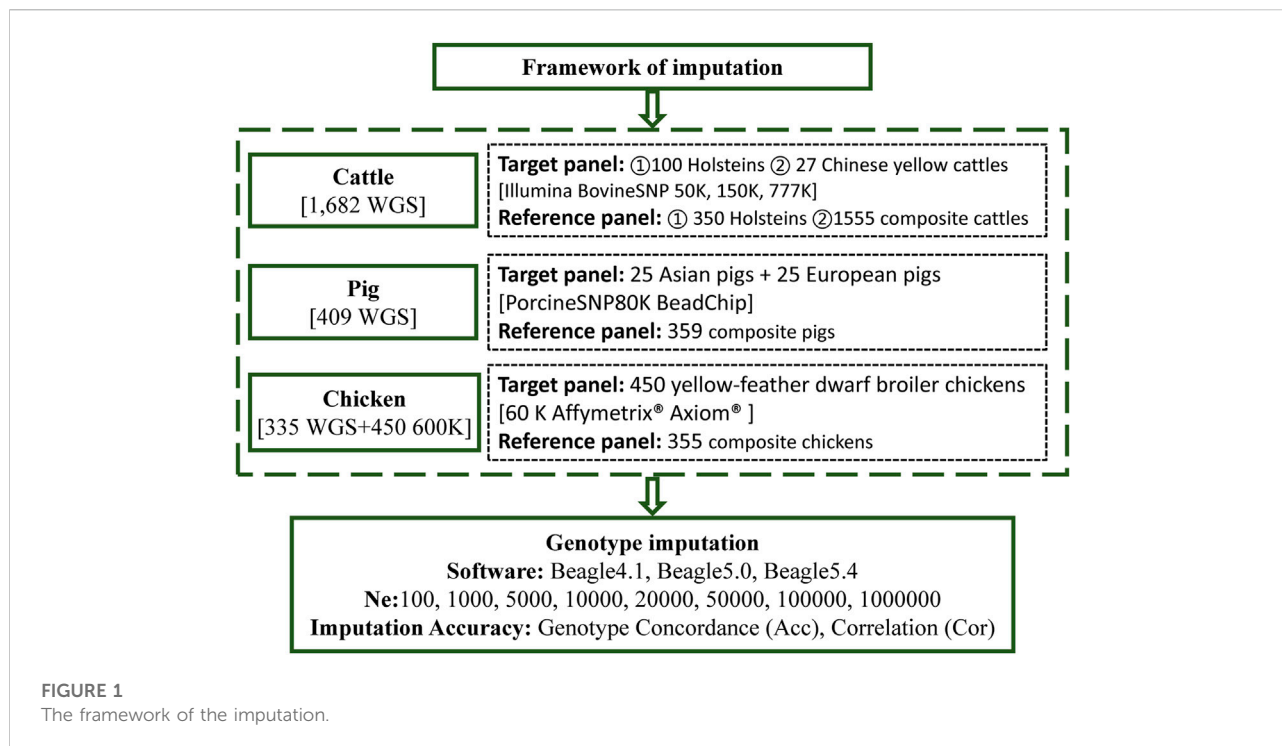 Framework of imputation
Cattle
[1,682 WGS]
Target panel: ①100 Holsteins ② 27 Chinese yellow cattles
[Illumina BovineSNP 50K, 150K, 777K]
Reference panel: ① 350 Holsteins ②1555 composite cattles
Pig
[409 WGS]
Target panel: 25 Asian pigs + 25 European pigs
[PorcineSNP80K BeadChip]
Reference panel: 359 composite pigs
Chicken
[335 WGS+450 600K]
Target panel: 450 yellow-feather dwarf broiler chickens
[60 K Affymetrix® Axiom® ]
Reference panel: 355 composite chickens
Genotype imputation
Software: Beagle4.1, Beagle5.0, Beagle5.4
Ne:100, 1000, 5000, 10000, 20000, 50000, 100000, 1000000
Imputation Accuracy: Genotype Concordance (Acc), Correlation (Cor)
FIGURE 1
The framework of the imputation.